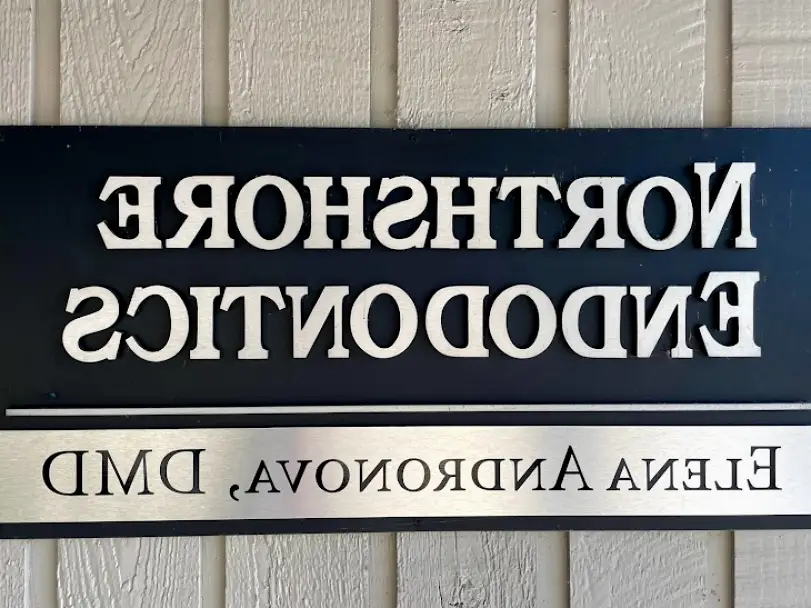 Northshore
Endodontics
Elena Andronova, DMD